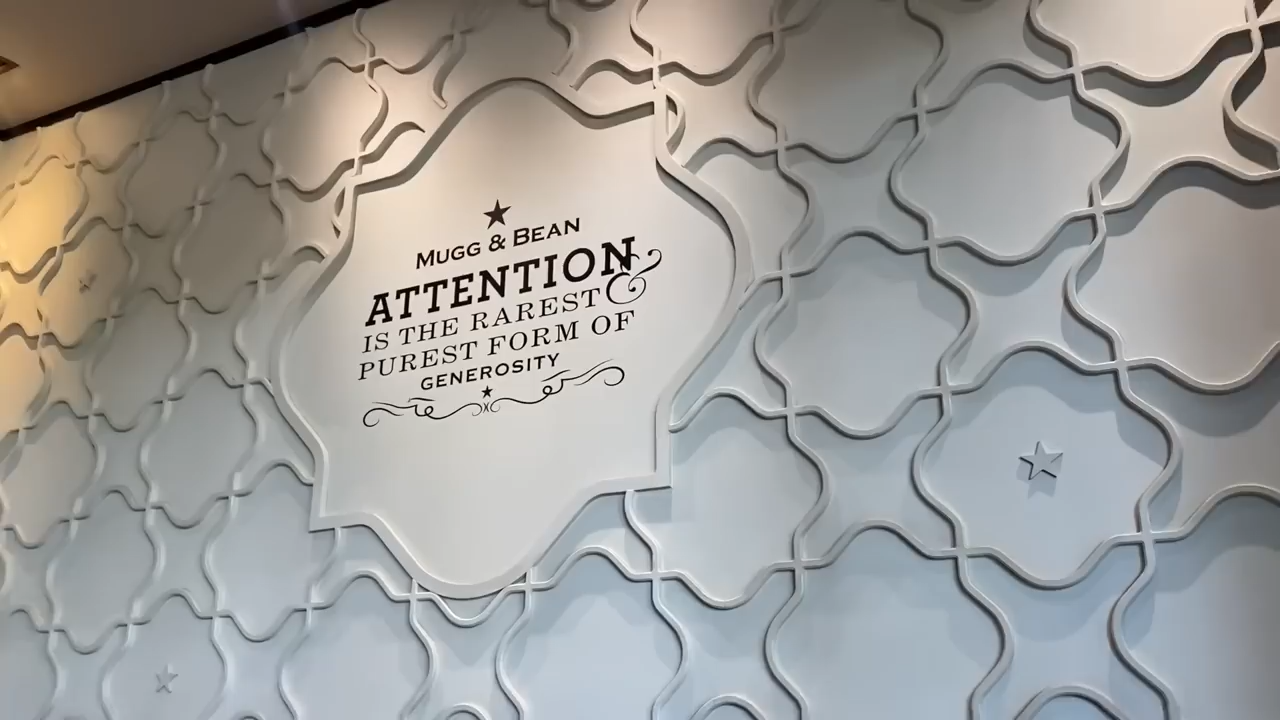 MUGG & BEAN
ATTENTION
IS THE RAREST &
PUREST FORM OF
GENEROSITY